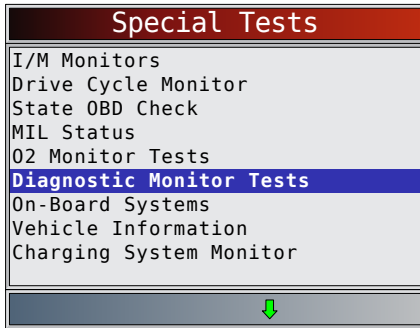 Special Tests
I/M Monitors
Drive Cycle Monitor
State OBD Check
MIL Status
O2 Monitor Tests
Diagnostic Monitor Tests
On-Board Systems
Vehicle Information
Charging System Monitor